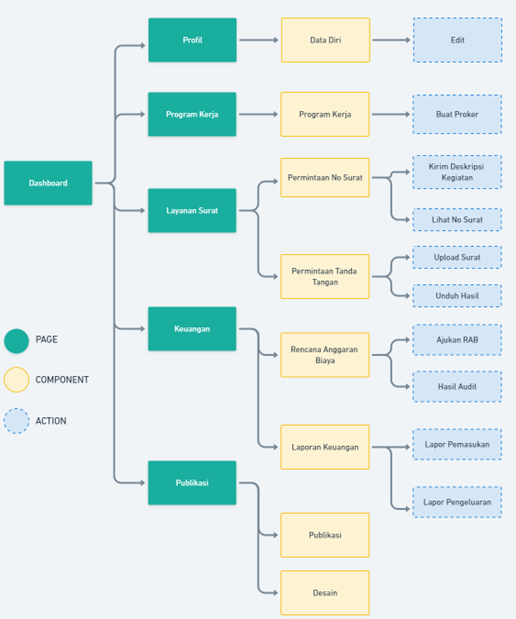 Profil
Data Diri
Edit
Program Kerja
Program Kerja
Buat Proker
Dashboard
Layanan Surat
Permintaan No Surat
Kirim Deskripsi
Kegiatan
Lihat No Surat
Permintaan Tanda
Tangan
Upload Surat
Unduh Hasil
Keuangan
Rencana Anggaran
Biaya
Ajukan RAB
Hasil Audit
Laporan Keuangan
Lapor Pemasukan
Lapor Pengeluaran
Publikasi
Publikasi
Desain
PAGE
COMPONENT
ACTION